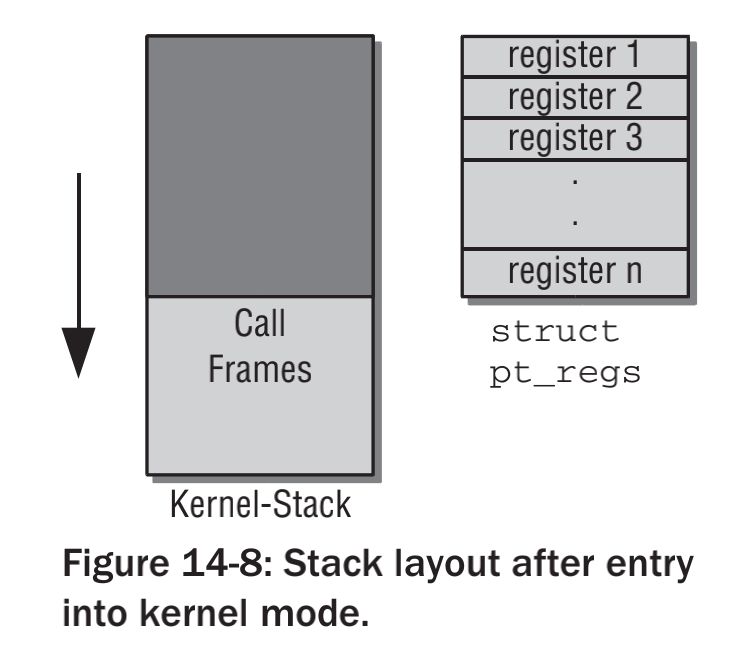 register 1
register 2
register 3
.
.
register n
struct
pt_regs
Call
Frames
Kernel-Stack
Figure 14-8: Stack layout after entry
into kernel mode.